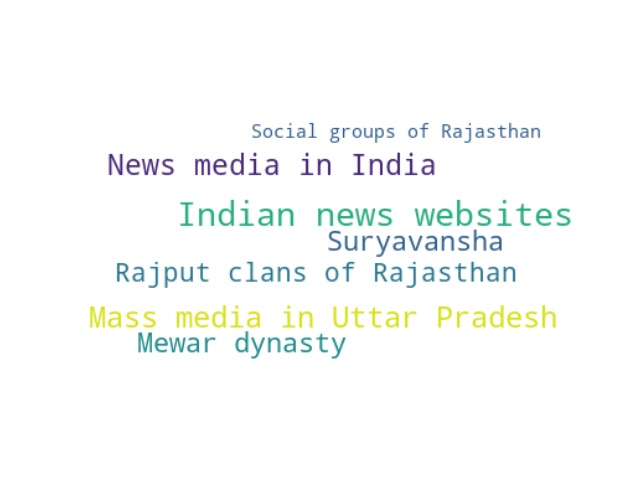 Social groups of Rajasthan
News media in India
Indian news websites
Suryavansha
Rajput clans of Rajasthan
Mass media in Uttar Pradesh
Mewar dynasty